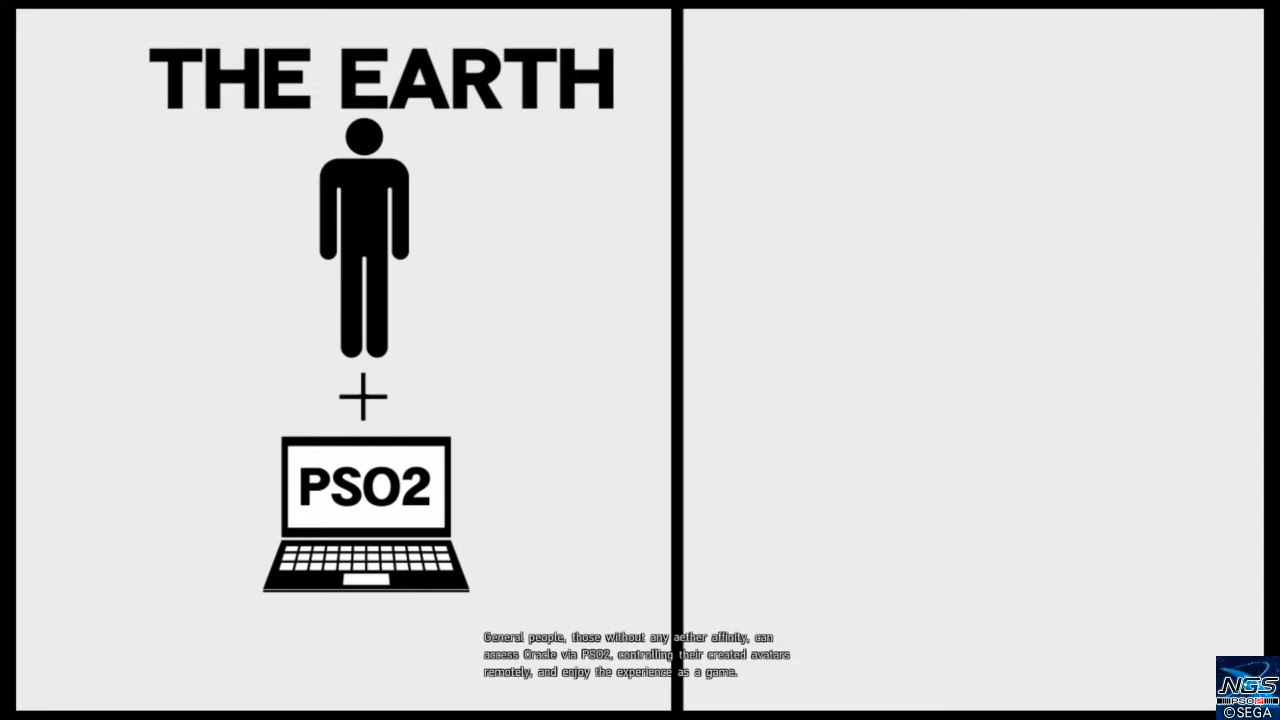 THE EARTH
PSO2
General people, those without any aether affinity, can
access Oracle via PSO2, controlling their created avatars
remotely, and enjoy the experience as a game.
NGS
PSO2
©SEGA